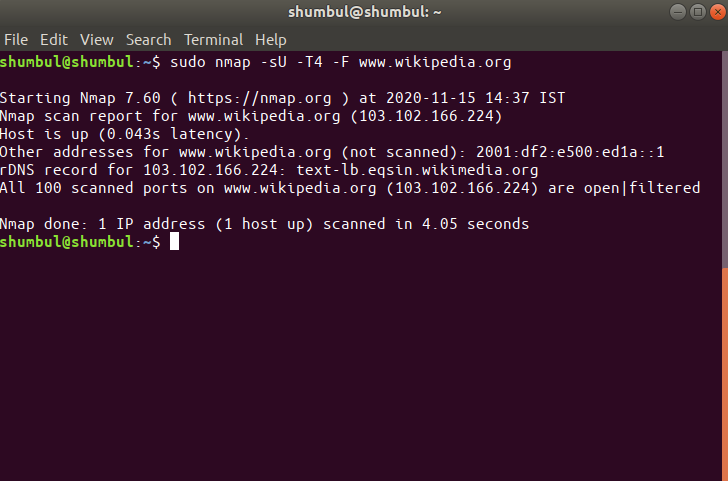 shumbul@shumbul: ~
File Edit View Search Terminal Help
shumbul@shumbul:~$ sudo nmap -sU -T4 -F www.wikipedia.org
Starting Nmap 7.60 ( https://nmap.org ) at 2020-11-15 14:37 IST
Nmap scan report for www.wikipedia.org (103.102.166.224)
Host is up (0.043s latency).
Other addresses for www.wikipedia.org (not scanned): 2001:df2:e500:ed1a::1
rDNS record for 103.102.166.224: text-lb.eqsin.wikimedia.org
All 100 scanned ports on www.wikipedia.org (103.102.166.224) are open|filtered
Nmap done: 1 IP address (1 host up) scanned in 4.05 seconds
shumbul@shumbul:~$